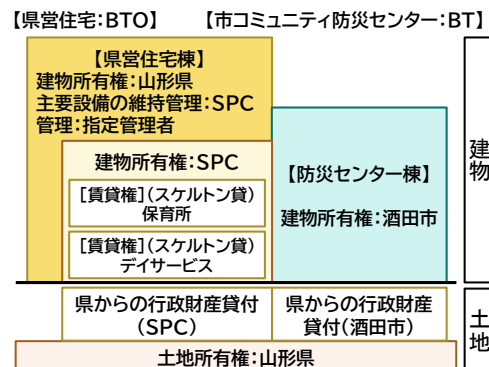 【県営住宅:BTO】 【市コミュニティ防災センター:BT】
【県営住宅棟】
建物所有権:山形県
主要設備の維持管理:SPC
管理:指定管理者
建物所有権:SPC
[賃貸権](スケルトン貸)
保育所
[賃貸権](スケルトン貸)
デイサービス
【防災センター棟】
建物所有権:酒田市
建物
県からの行政財産貸付
(SPC)
県からの行政財産
貸付(酒田市)
土地所有権:山形県
土地